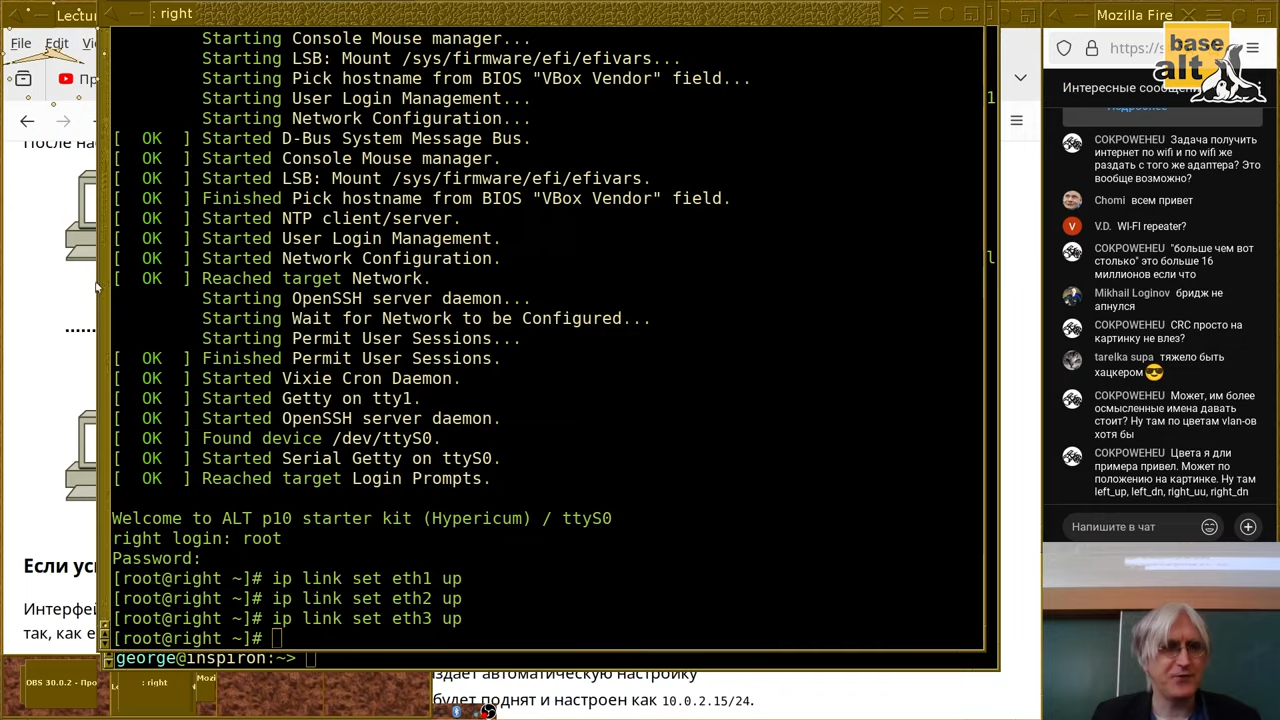 Lectur
: right
Mozilla Fire
File Edit Vi
https://s
base
alt
Пр
Интересные сообщен
Подробнее
После на
Starting Console Mouse manager...
Starting LSB: Mount /sys/firmware/efi/efivars...
Starting Pick hostname from BIOS "VBox Vendor" field...
Starting User Login Management...
Starting Network Configuration...
[ OK ] Started D-Bus System Message Bus.
[ OK ] Started Console Mouse manager.
[ OK ] Started LSB: Mount /sys/firmware/efi/efivars.
[ OK ] Finished Pick hostname from BIOS "VBox Vendor" field.
[ OK ] Started NTP client/server.
[ OK ] Started User Login Management.
[ OK ] Started Network Configuration.
[ OK ] Reached target Network.
Starting OpenSSH server daemon...
Starting Wait for Network to be Configured...
Starting Permit User Sessions...
[ OK ] Finished Permit User Sessions.
[ OK ] Started Vixie Cron Daemon.
[ OK ] Started Getty on tty1.
[ OK ] Started OpenSSH server daemon.
[ OK ] Found device /dev/ttyS0.
[ OK ] Started Serial Getty on ttyS0.
[ OK ] Reached target Login Prompts.
Welcome to ALT p10 starter kit (Hypericum) / ttyS0
right login: root
Password:
[root@right ~]# ip link set eth1 up
[root@right ~]# ip link set eth2 up
[root@right ~]# ip link set eth3 up
[root@right ~]#
george@inspiron:~>
1
l
Если ус
Интерфей
так, как е
здает автоматическую настройку
будет поднят и настроен как 10.0.2.15/24.
OBS 30.0.2 - Про
Le
: right
Mozi
COKPOWEHEU Задача получить
интернет по wifi и по wifi же
раздать с того же адаптера? Это
вообще возможно?
Chomi всем привет
V V.D. WI-FI repeater?
COKPOWEHEU "больше чем вот
столько" это больше 16
миллионов если что
Mikhail Loginov бридж не
апнулся
COKPOWEHEU CRC просто на
картинку не влез?
tarelka supa тяжело быть
хацкером 😎
COKPOWEHEU Может, им более
осмысленные имена давать
стоит? Ну там по цветам vlan-ов
хотя бы
COKPOWEHEU Цвета я дли
примера привел. Может по
положению на картинке. Ну там
left_up, left_dn, right_uu, right_dn
Напишите в чат